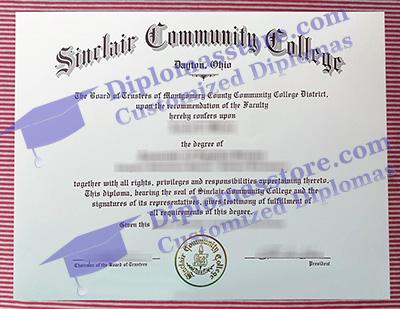 Sinclair Community College
Dayton, Ohio
The Board of Trustees of Montgomery County Community College District,
upon the recommendation of the Faculty
hereby confers upon
the degree of
together with all rights, privileges and responsibilities appertaining thereto.
This diploma, bearing the seal of Sinclair Community College and the
signatures of its representatives, gives testimony of fulfillment of
all requirements of this degree.
Given this
Chairman of the Board of Trustees
President
Sinclair Community College
Diplomasstore.com
Customized Diplomas
Diplomasstore.com
Customized Diplomas